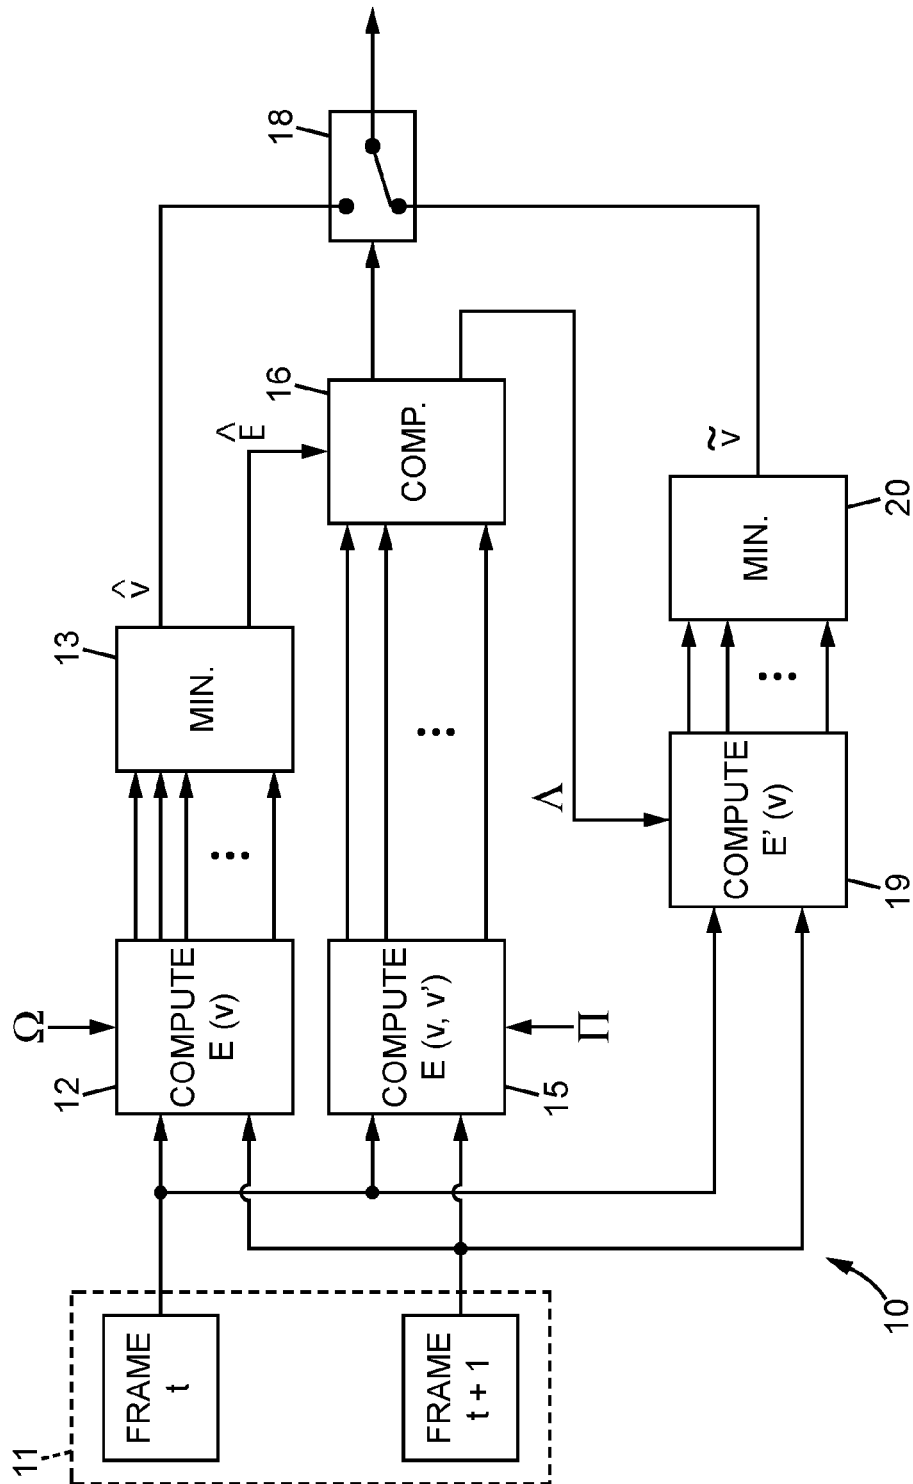 11
FRAME
t
FRAME
t + 1
10
12
Ω
COMPUTE
E (v)
15
Π
COMPUTE
E (v, v')
13
MIN.
v̂
Ê
16
COMP.
18
Λ
19
COMPUTE
E' (v)
20
MIN.
ṽ